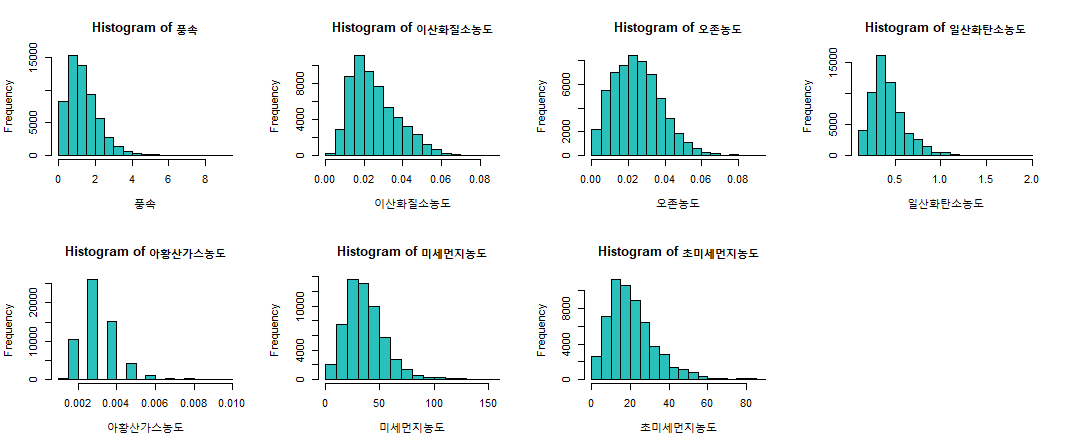 Histogram of 풍속
Frequency
0 5000 15000
0 2 4 6 8
풍속
Histogram of 이산화질소농도
Frequency
0 4000 8000
0.00 0.02 0.04 0.06 0.08
이산화질소농도
Histogram of 오존농도
Frequency
0 2000 6000
0.00 0.02 0.04 0.06 0.08
오존농도
Histogram of 일산화탄소농도
Frequency
0 5000 15000
0.5 1.0 1.5 2.0
일산화탄소농도
Histogram of 아황산가스농도
Frequency
0 10000 20000
0.002 0.004 0.006 0.008 0.010
아황산가스농도
Histogram of 미세먼지농도
Frequency
0 4000 10000
0 50 100 150
미세먼지농도
Histogram of 초미세먼지농도
Frequency
0 4000 8000
0 20 40 60 80
초미세먼지농도